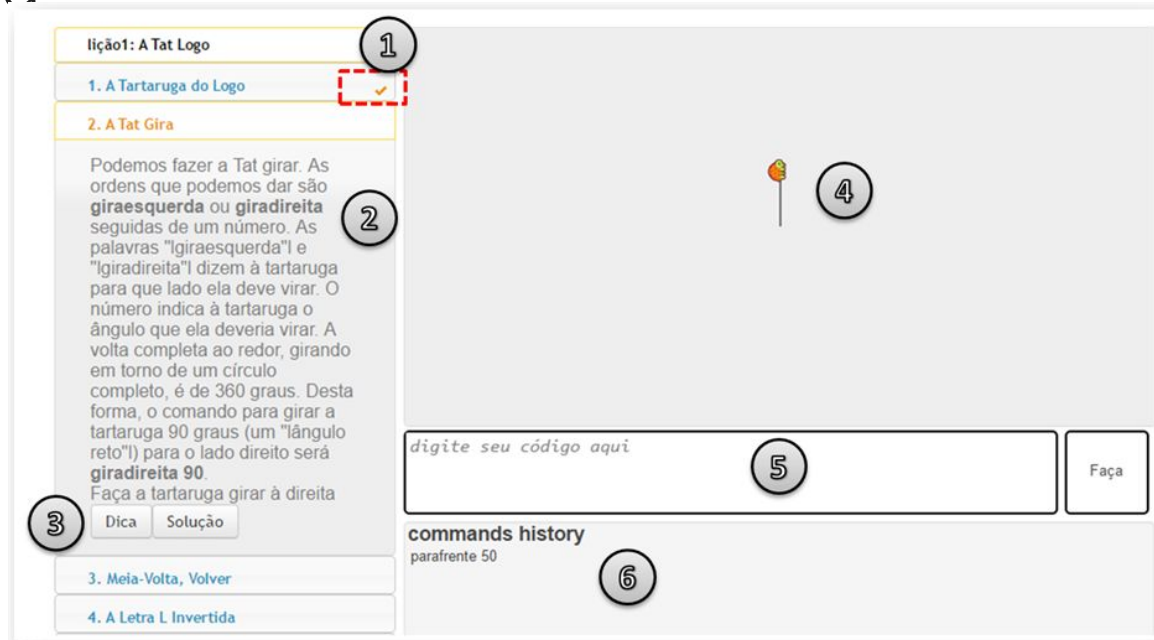 lição1: A Tat Logo
1
1. A Tartaruga do Logo
2. A Tat Gira
Podemos fazer a Tat girar. As
ordens que podemos dar são
giraesquerda ou giradireita
seguidas de um número. As
palavras "lgiraesquerda"l e
"lgiradireita"l dizem à tartaruga
para que lado ela deve virar. O
número indica à tartaruga o
ângulo que ela deveria virar. A
volta completa ao redor, girando
em torno de um círculo
completo, é de 360 graus. Desta
forma, o comando para girar a
tartaruga 90 graus (um "lângulo
reto"l) para o lado direito será
giradireita 90.
Faça a tartaruga girar à direita
2
3
Dica
Solução
3. Meia-Volta, Volver
4. A Letra L Invertida
4
digite seu código aqui
5
Faça
commands history
parafrente 50
6